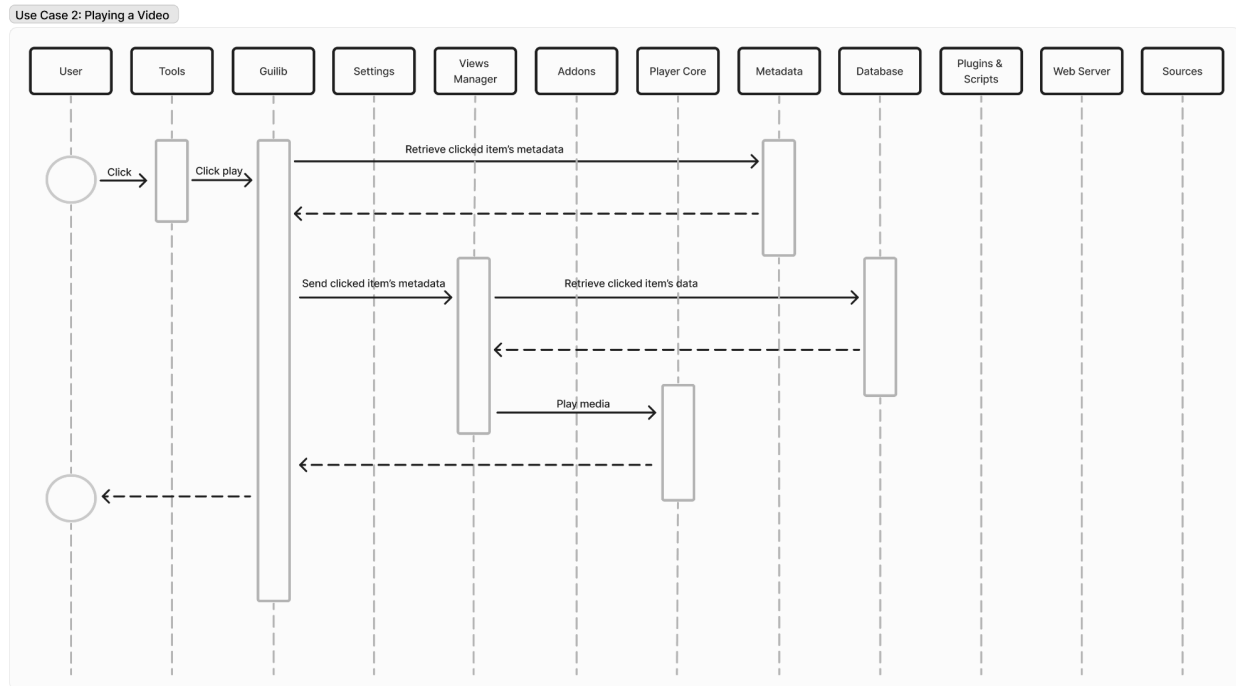 Use Case 2: Playing a Video
User
Tools
Guilib
Settings
Views
Manager
Addons
Player Core
Metadata
Database
Plugins &
Scripts
Web Server
Sources
Retrieve clicked item's metadata
Click
Click play
Send clicked item's metadata
Retrieve clicked item's data
Play media